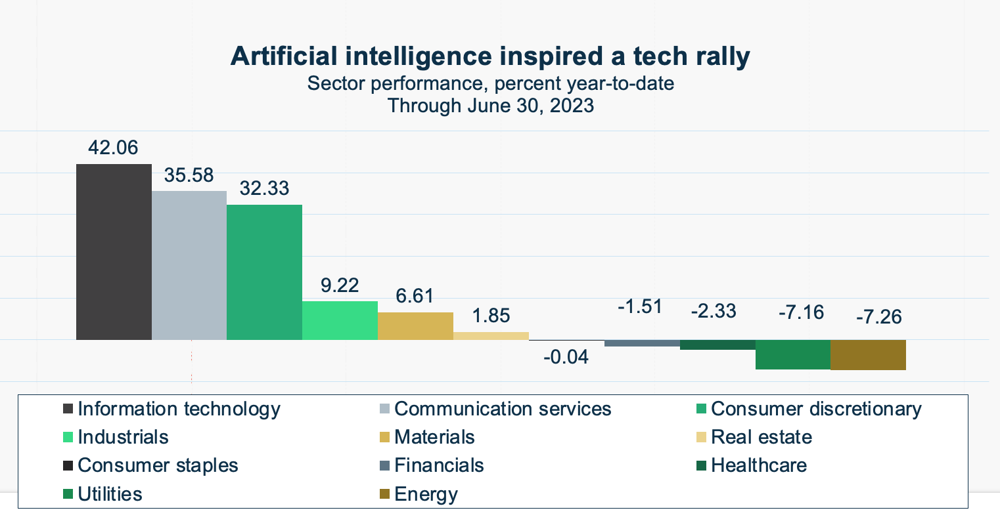 Artificial intelligence inspired a tech rally
Sector performance, percent year-to-date
Through June 30, 2023
42.06
35.58
32.33
9.22
6.61
1.85
-0.04
-1.51
-2.33
-7.16
-7.26
Information technology
Communication services
Consumer discretionary
Industrials
Materials
Real estate
Consumer staples
Financials
Healthcare
Utilities
Energy